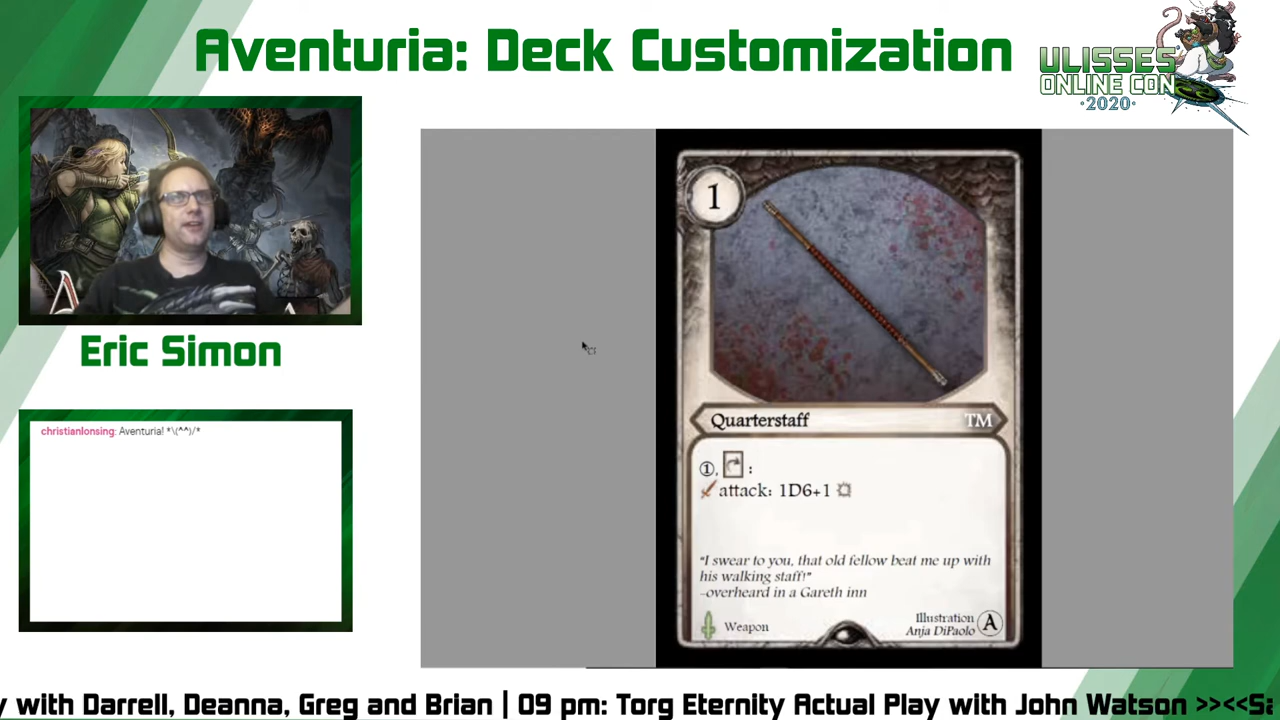 Aventuria: Deck Customization
ULISSES
ONLINE CON
·2020·
Eric Simon
christianlonsing: Aventuria! *\(^^)/*
1
Quarterstaff TM
①, :
attack: 1D6+1
"I swear to you, that old fellow beat me up with
his walking staff!"
-overheard in a Gareth inn
Weapon
Illustration
Anja DiPaolo
A
y with Darrell, Deanna, Greg and Brian | 09 pm: Torg Eternity Actual Play with John Watson >><<Sa